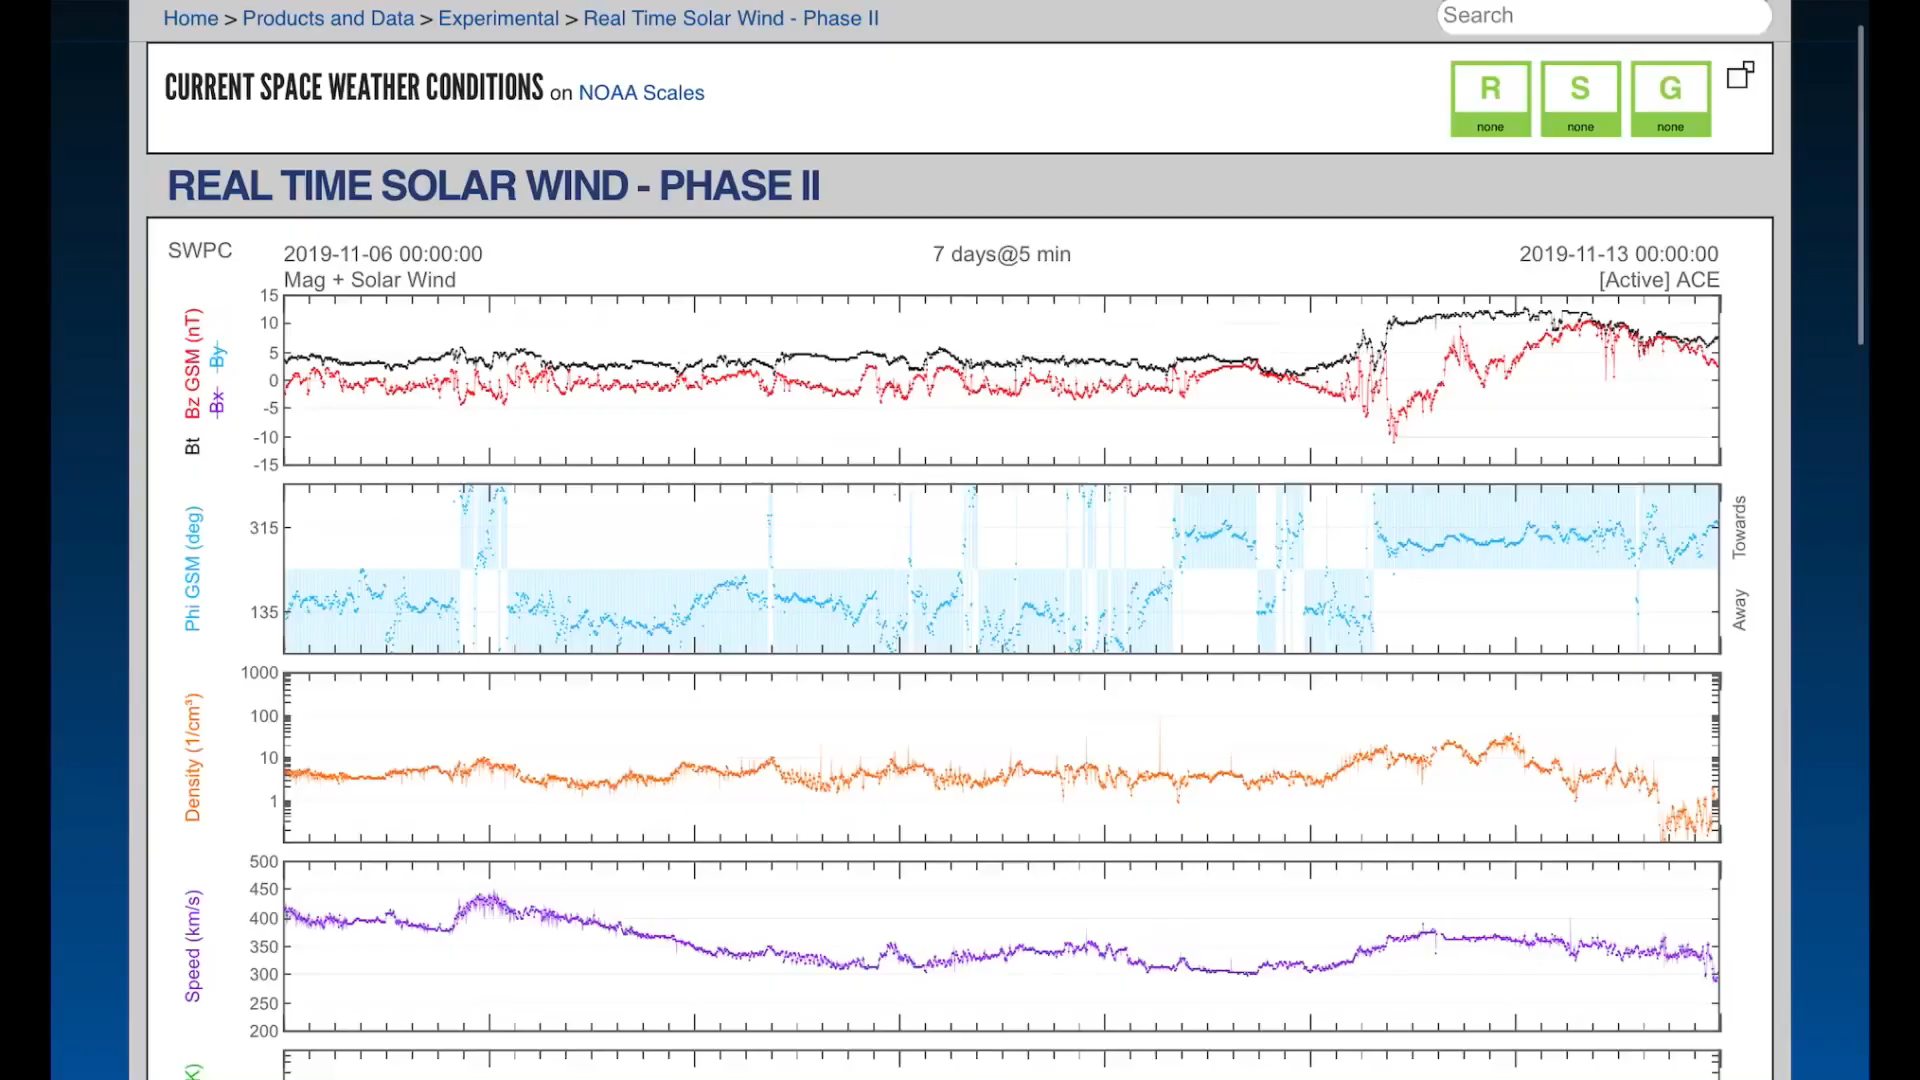 Home > Products and Data > Experimental > Real Time Solar Wind - Phase II
Search
CURRENT SPACE WEATHER CONDITIONS on NOAA Scales
R S G
none none none
REAL TIME SOLAR WIND - PHASE II
SWPC 2019-11-06 00:00:00 7 days@5 min 2019-11-13 00:00:00
Mag + Solar Wind [Active] ACE
Bt Bz GSM (nT)
Bx By
15
10
5
0
-5
-10
-15
Phi GSM (deg)
315
135
Towards
Away
Density (1/cm³)
1000
100
10
1
Speed (km/s)
500
450
400
350
300
250
200
K)